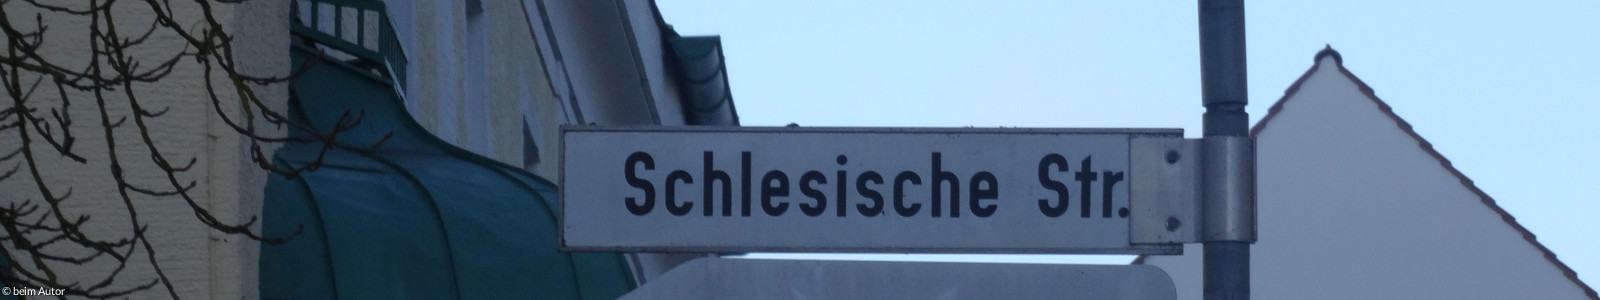 Schlesische Str.
© beim Autor